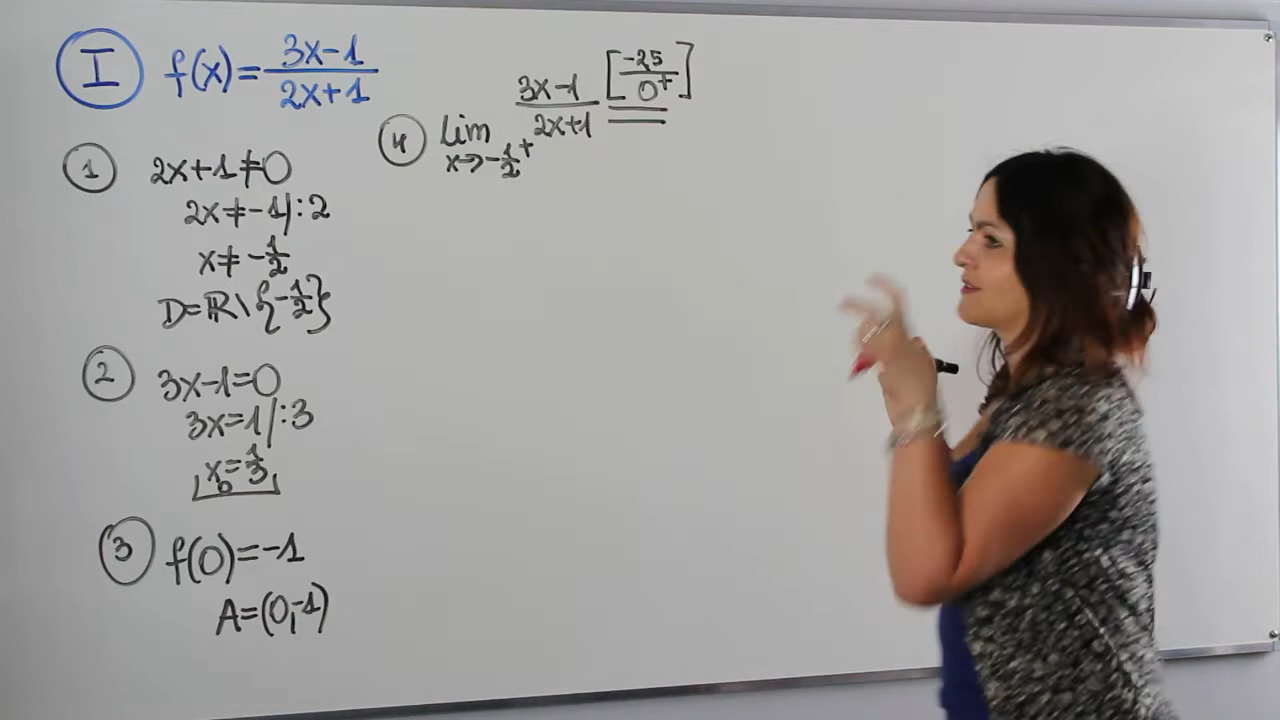 I f(x)=3x-1/2x+1
1 2x+1≠0
2x≠-1/:2
x≠-1/2
D=ℝ\{-1/2}
2 3x-1=0
3x=1/:3
x₀=1/3
3 f(0)=-1
A=(0,-1)
4 lim x→-1/2⁺ 3x-1/2x+1 [-25/0⁺]